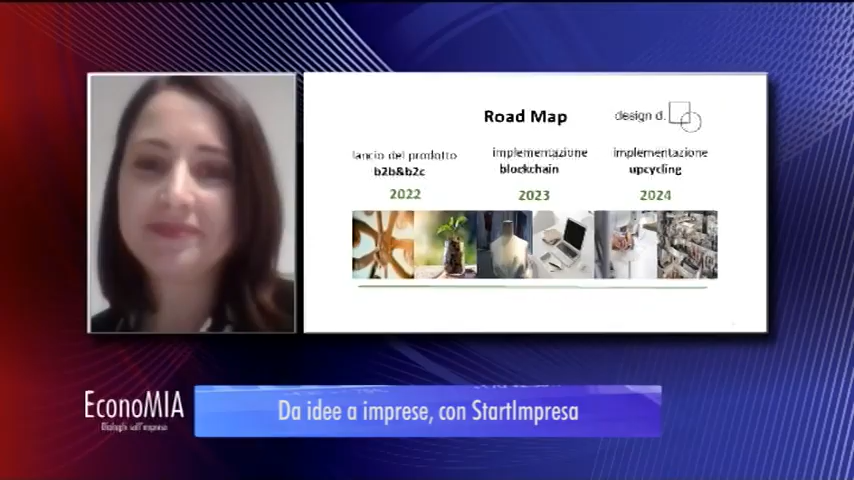 Road Map
design d.
lancio del prodotto
b2b&b2c
2022
implementazione
blockchain
2023
implementazione
upcycling
2024
EconoMIA
Dialoghi sull'impresa
Da idee a imprese, con StartImpresa